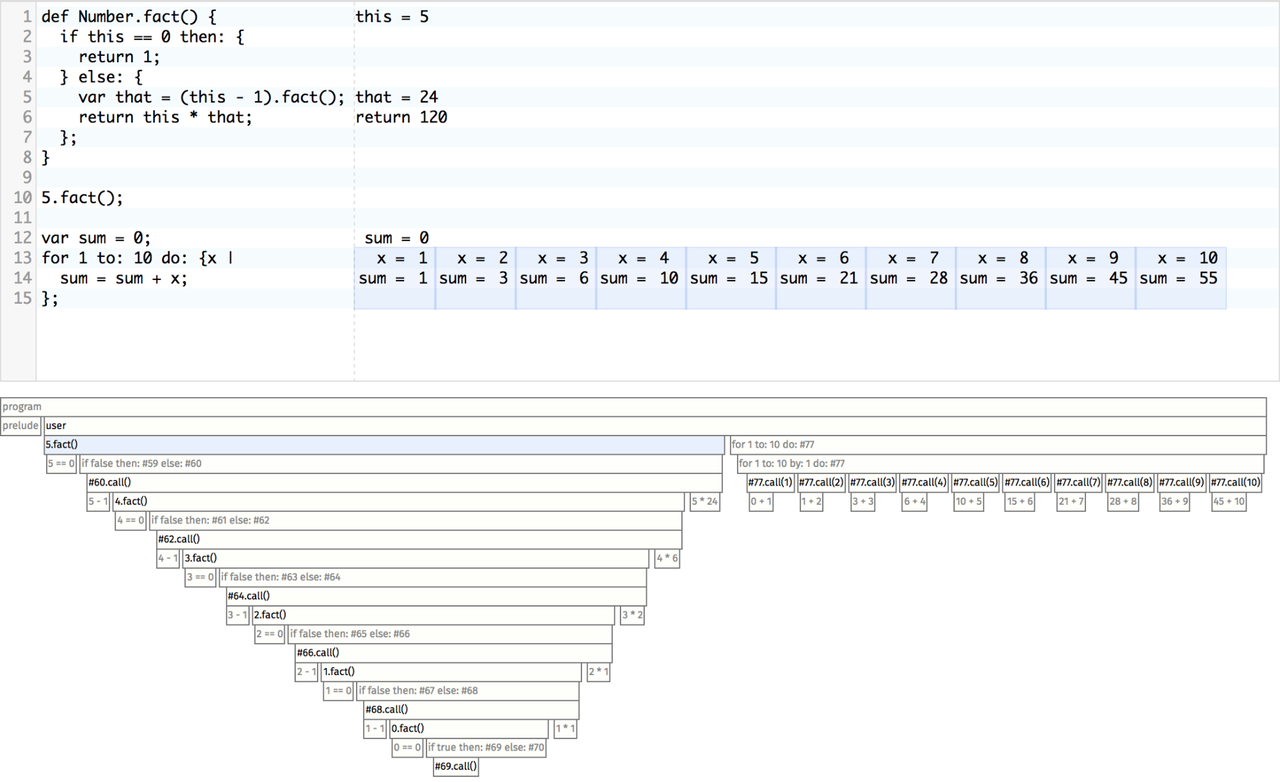 1 def Number.fact() { this = 5
2 if this == 0 then: {
3 return 1;
4 } else: {
5 var that = (this - 1).fact(); that = 24
6 return this * that; return 120
7 };
8 }
9
10 5.fact();
11
12 var sum = 0; sum = 0
13 for 1 to: 10 do: {x | x = 1 x = 2 x = 3 x = 4 x = 5 x = 6 x = 7 x = 8 x = 9 x = 10
14 sum = sum + x; sum = 1 sum = 3 sum = 6 sum = 10 sum = 15 sum = 21 sum = 28 sum = 36 sum = 45 sum = 55
15 };
program
prelude user
5.fact() for 1 to: 10 do: #77
5 == 0 if false then: #59 else: #60 for 1 to: 10 by: 1 do: #77
#60.call() #77.call(1) #77.call(2) #77.call(3) #77.call(4) #77.call(5) #77.call(6) #77.call(7) #77.call(8) #77.call(9) #77.call(10)
5 - 1 4.fact() 5 * 24 0 + 1 1 + 2 3 + 3 6 + 4 10 + 5 15 + 6 21 + 7 28 + 8 36 + 9 45 + 10
4 == 0 if false then: #61 else: #62
#62.call()
4 - 1 3.fact() 4 * 6
3 == 0 if false then: #63 else: #64
#64.call()
3 - 1 2.fact() 3 * 2
2 == 0 if false then: #65 else: #66
#66.call()
2 - 1 1.fact() 2 * 1
1 == 0 if false then: #67 else: #68
#68.call()
1 - 1 0.fact() 1 * 1
0 == 0 if true then: #69 else: #70
#69.call()